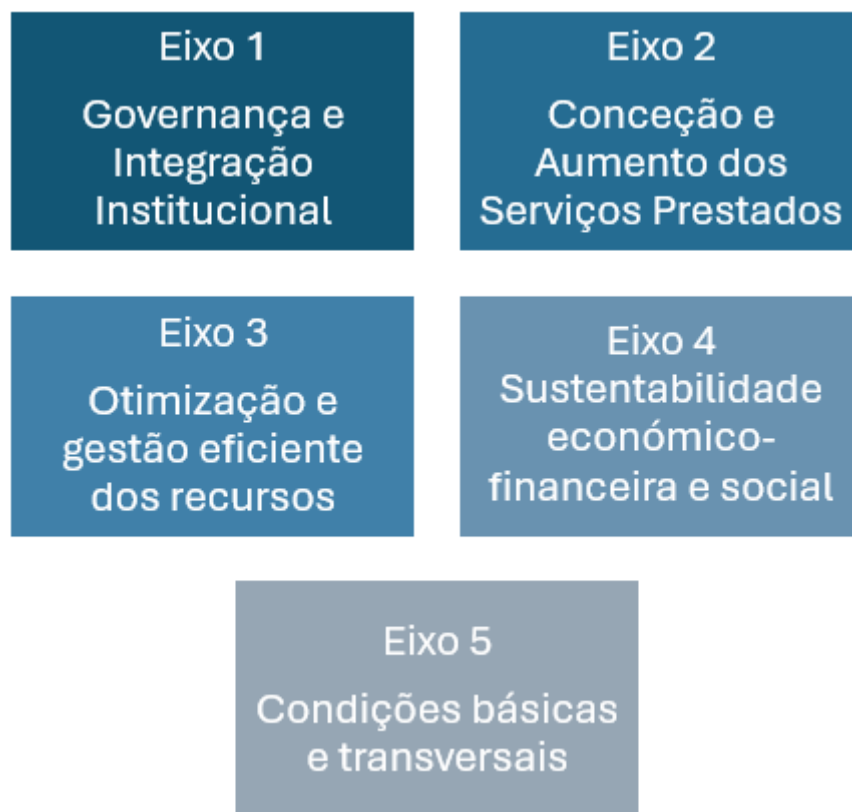 Eixo 1
Governança e
Integração
Institucional
Eixo 2
Conceção e
Aumento dos
Serviços Prestados
Eixo 3
Otimização e
gestão eficiente
dos recursos
Eixo 4
Sustentabilidade
económico-
financeira e social
Eixo 5
Condições básicas
e transversais